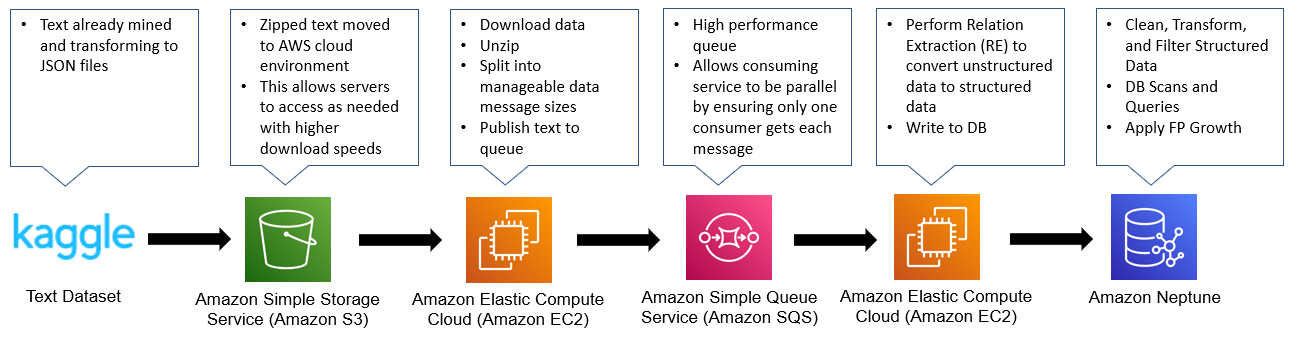 • Text already mined
and transforming to
JSON files
• Zipped text moved
to AWS cloud
environment
• This allows servers
to access as needed
with higher
download speeds
• Download data
• Unzip
• Split into
manageable data
message sizes
• Publish text to
queue
• High performance
queue
• Allows consuming
service to be parallel
by ensuring only one
consumer gets each
message
• Perform Relation
Extraction (RE) to
convert unstructured
data to structured
data
• Write to DB
• Clean, Transform,
and Filter Structured
Data
• DB Scans and
Queries
• Apply FP Growth
kaggle
Text Dataset
Amazon Simple Storage
Service (Amazon S3)
Amazon Elastic Compute
Cloud (Amazon EC2)
Amazon Simple Queue
Service (Amazon SQS)
Amazon Elastic Compute
Cloud (Amazon EC2)
Amazon Neptune